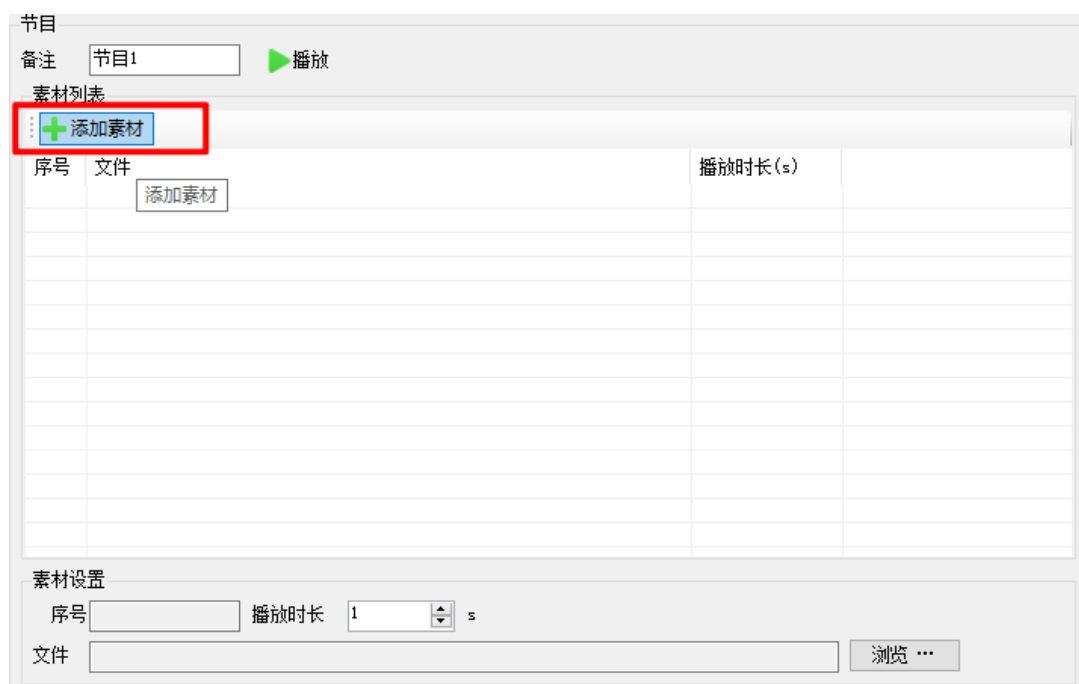 节目
备注 节目1 播放
素材列表
添加素材
序号 文件 播放时长(s)
添加素材
素材设置
序号 播放时长 1 s
文件 浏览 …